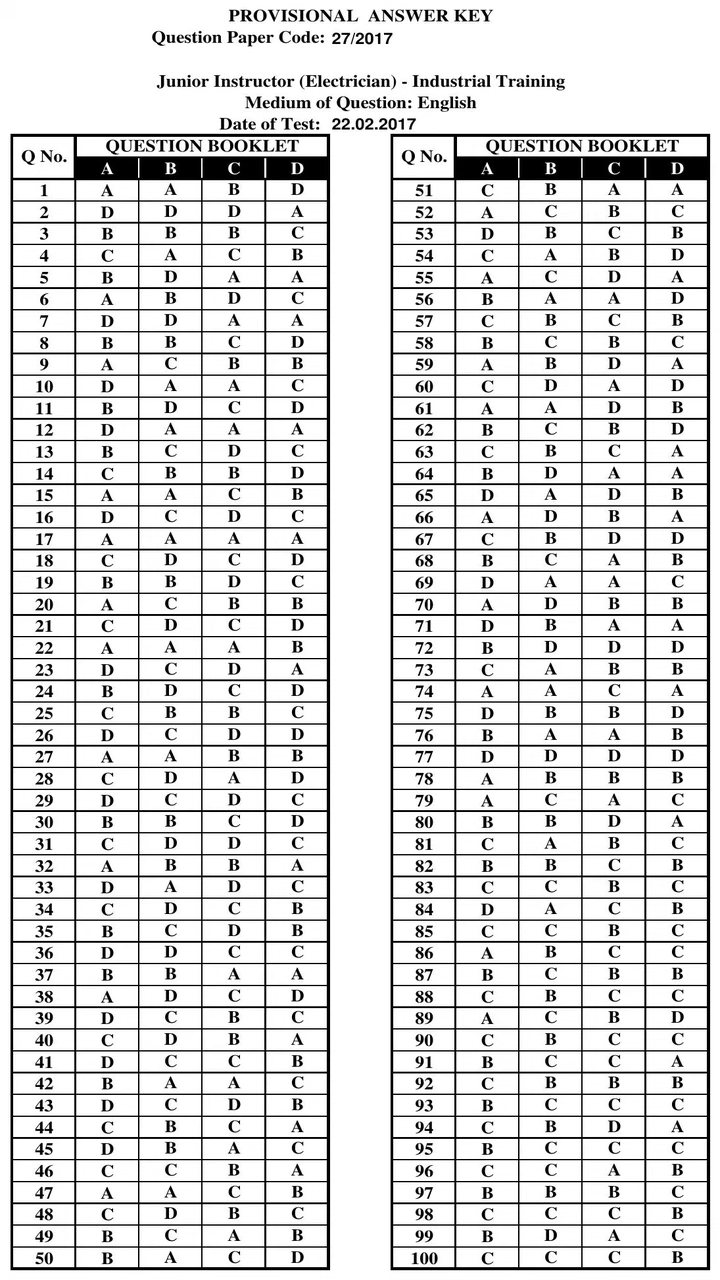 PROVISIONAL ANSWER KEY
Question Paper Code: 27/2017
Junior Instructor (Electrician) - Industrial Training
Medium of Question: English
Date of Test: 22.02.2017
Q No. QUESTION BOOKLET
A B C D
1 A A B D
2 D D D A
3 B B B C
4 C A C B
5 B D A A
6 A B D C
7 D D A A
8 B B C D
9 A C B B
10 D A A C
11 B D C D
12 D A A A
13 B C D C
14 C B B D
15 A A C B
16 D C D C
17 A A A A
18 C D C D
19 B B D C
20 A C B B
21 C D C D
22 A A A B
23 D C D A
24 B D C D
25 C B B C
26 D C D D
27 A A B B
28 C D A D
29 D C D C
30 B B C D
31 C D D C
32 A B B A
33 D A D C
34 C D C B
35 B C D B
36 D D C C
37 B B A A
38 A D C D
39 D C B C
40 C D B A
41 D C C B
42 B A A C
43 D C D B
44 C B C A
45 D B A C
46 C C B A
47 A A C B
48 C D B C
49 B C A B
50 B A C D
Q No. QUESTION BOOKLET
A B C D
51 C B A A
52 A C B C
53 D B C B
54 C A B D
55 A C D A
56 B A A D
57 C B C B
58 B C B C
59 A B D A
60 C D A D
61 A A D B
62 B C B D
63 C B C A
64 B D A A
65 D A D B
66 A D B A
67 C B D D
68 B C A B
69 D A A C
70 A D B B
71 D B A A
72 B D D D
73 C A B B
74 A A C A
75 D B B D
76 B A A B
77 D D D D
78 A B B B
79 A C A C
80 B B D A
81 C A B C
82 B B C B
83 C C B C
84 D A C B
85 C C B C
86 A B C C
87 B C B B
88 C B C C
89 A C B D
90 C B C C
91 B C C A
92 C B B B
93 B C C C
94 C B D A
95 B C C C
96 C C A B
97 B B B C
98 C C C B
99 B D A C
100 C C C B